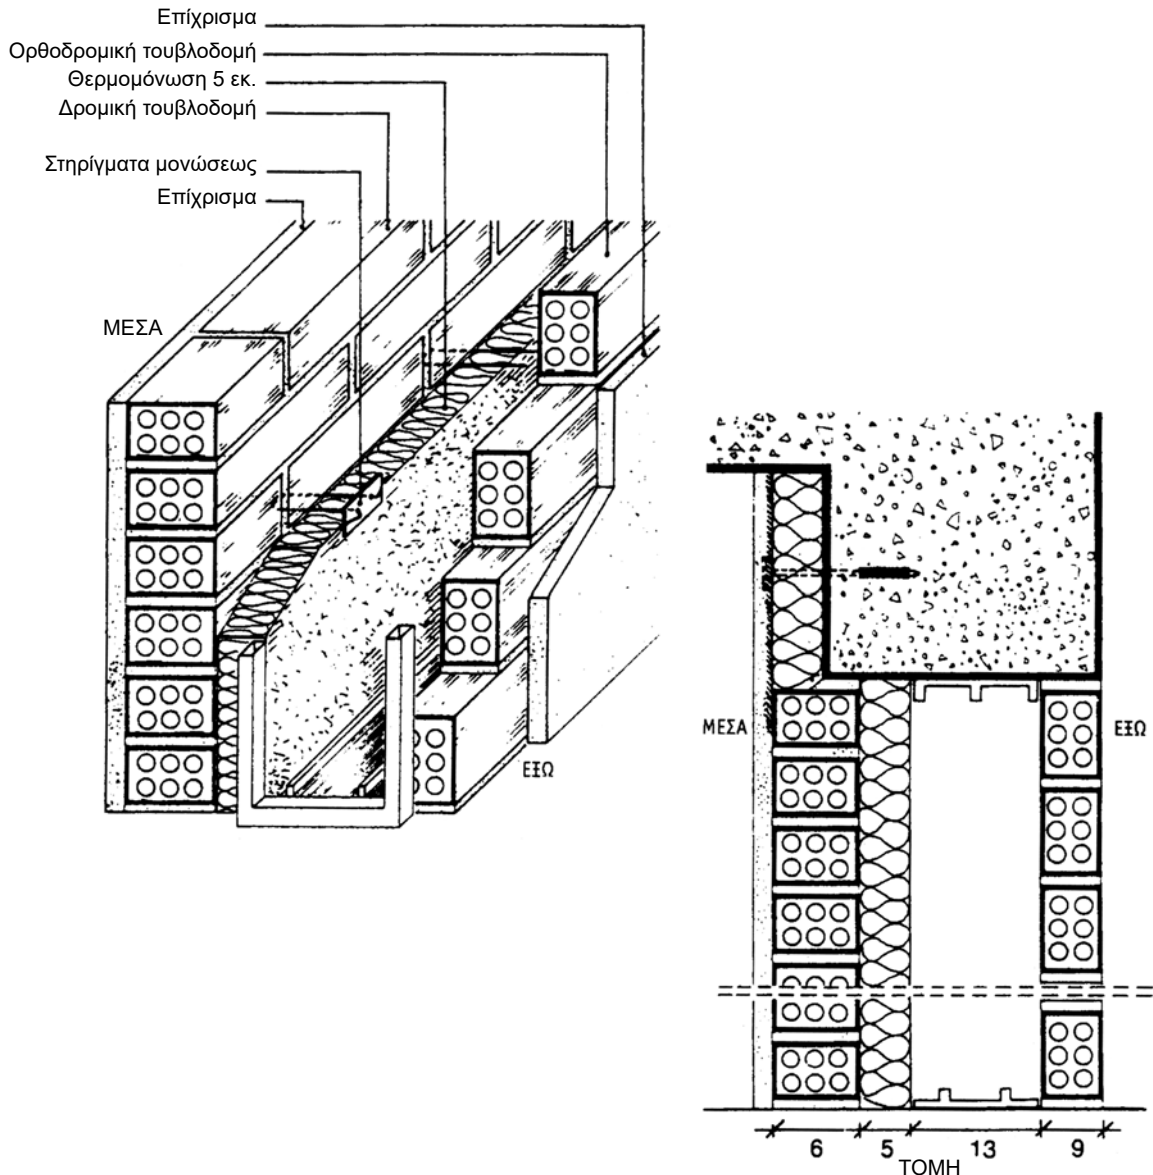 Επίχρισμα
Ορθοδρομική τουβλοδομή
Θερμομόνωση 5 εκ.
Δρομική τουβλοδομή
Στηρίγματα μονώσεως
Επίχρισμα
ΜΕΣΑ
ΕΞΩ
ΜΕΣΑ
ΕΞΩ
6 5 13 9
ΤΟΜΗ